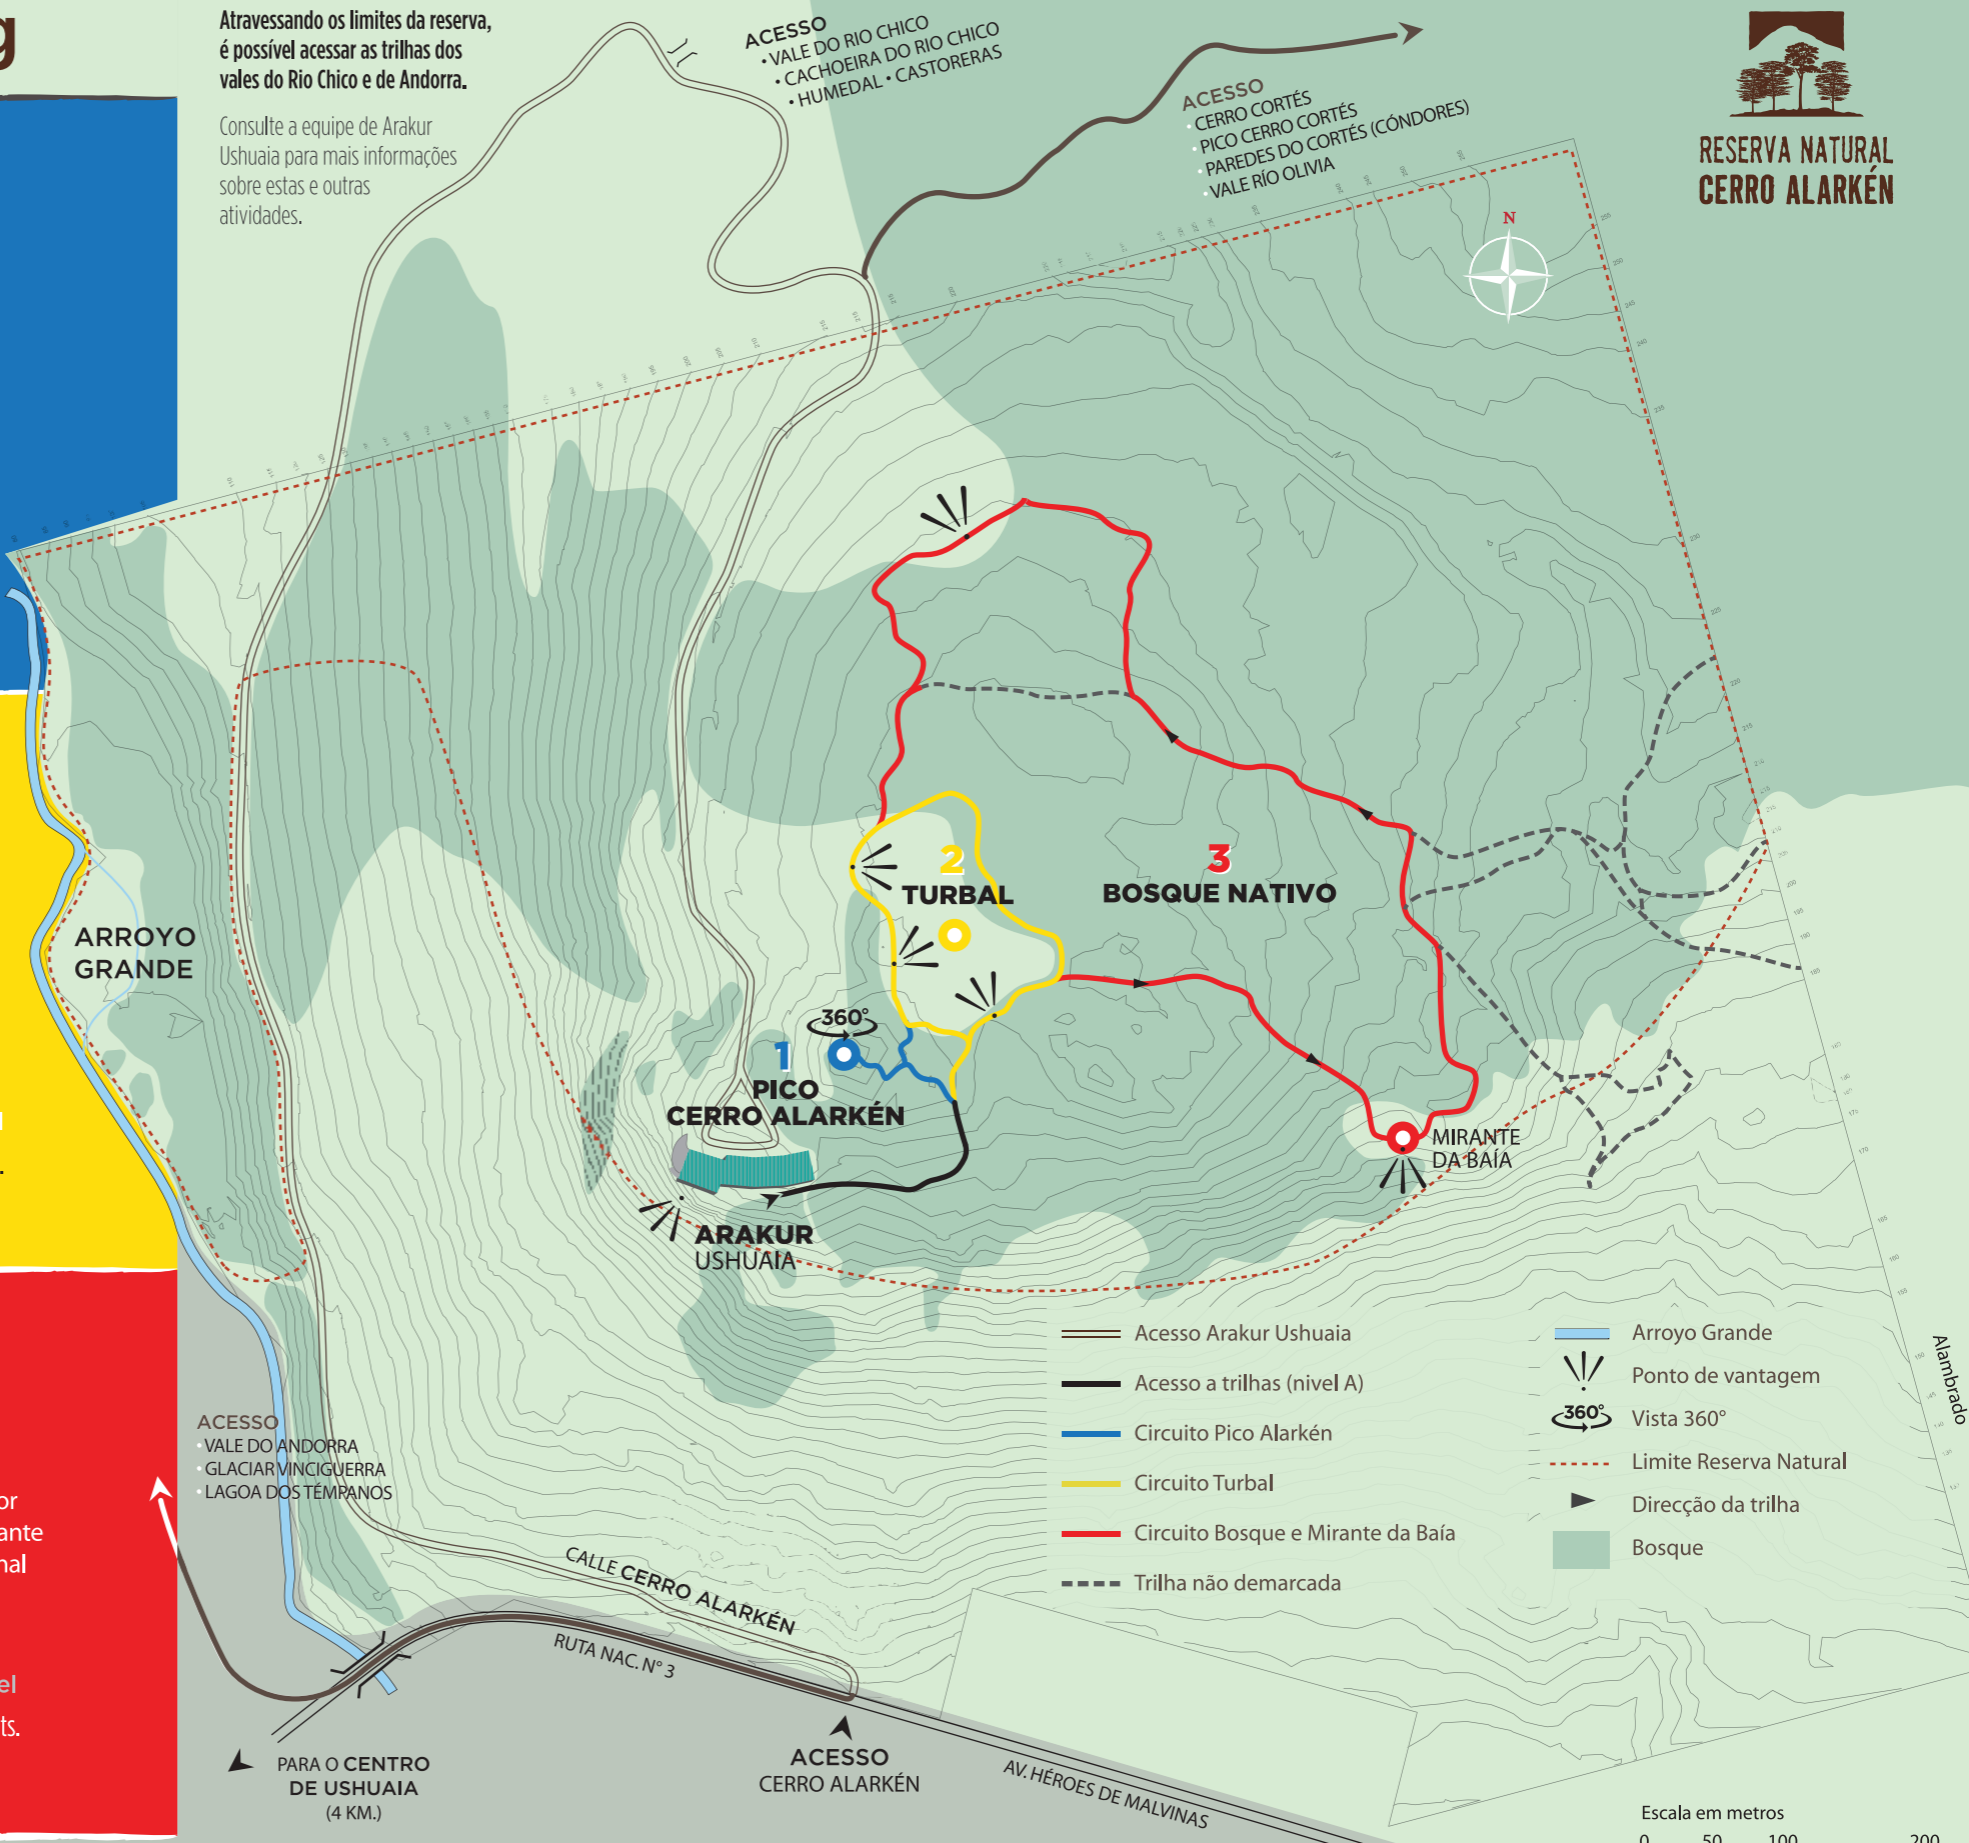 g
Atravessando os limites da reserva,
é possível acessar as trilhas dos
vales do Rio Chico e de Andorra.
Consulte a equipe de Arakur
Ushuaia para mais informações
sobre estas e outras
atividades.
ACESSO
• VALE DO RIO CHICO
• CACHOEIRA DO RIO CHICO
• HUMEDAL • CASTORERAS
ACESSO
• CERRO CORTÉS
• PICO CERRO CORTÉS
• PAREDES DO CORTÉS (CÓNDORES)
• VALE RÍO OLIVIA
RESERVA NATURAL
CERRO ALARKÉN
N
2
TURBAL
3
BOSQUE NATIVO
ARROYO
GRANDE
360°
1
PICO
CERRO ALARKÉN
MIRANTE
DA BAÍA
ARAKUR
USHUAIA
ACESSO
• VALE DO ANDORRA
• GLACIAR VINCIGUERRA
• LAGOA DOS TÉMPANOS
Acesso Arakur Ushuaia
Acesso a trilhas (nivel A)
Circuito Pico Alarkén
Circuito Turbal
Circuito Bosque e Mirante da Baía
Trilha não demarcada
Arroyo Grande
Ponto de vantagem
360°
Vista 360°
Limite Reserva Natural
Direcção da trilha
Bosque
Alambrado
or
ante
nal
el
ts.
CALLE CERRO ALARKÉN
RUTA NAC. N° 3
PARA O CENTRO
DE USHUAIA
(4 KM.)
ACESSO
CERRO ALARKÉN
AV. HÉROES DE MALVINAS
Escala em metros
0 50 100 200